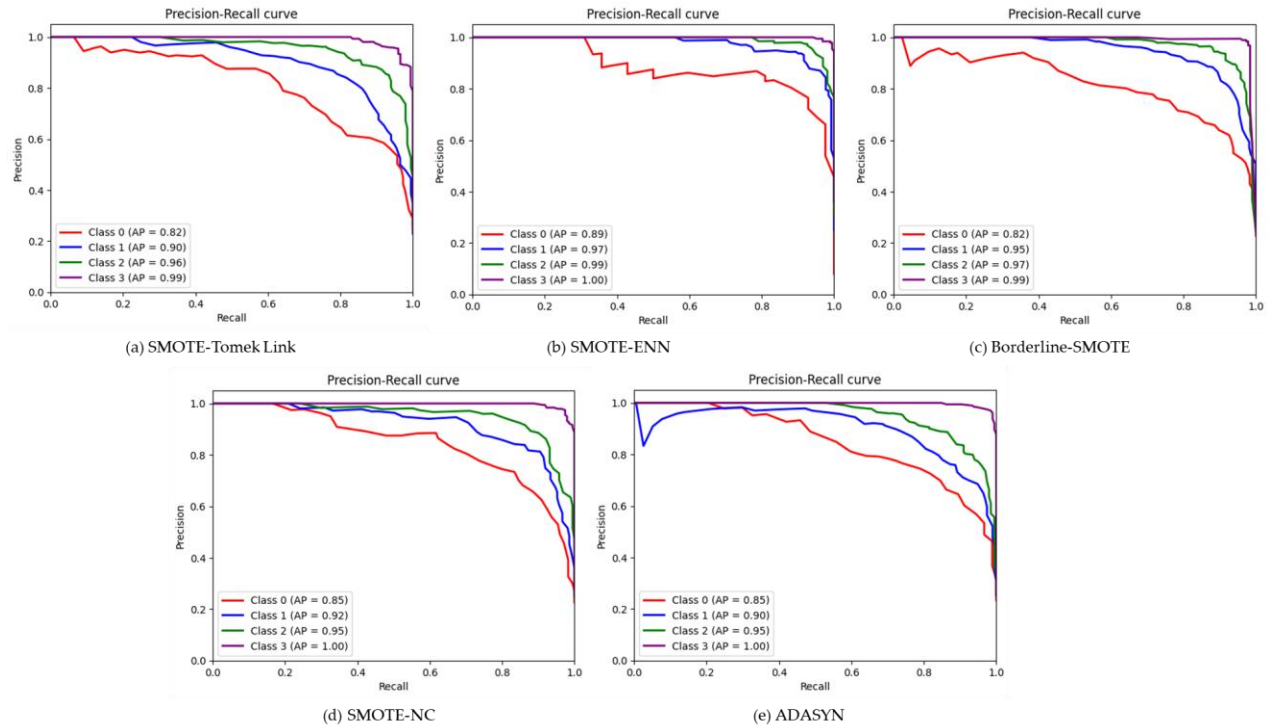 Precision-Recall curve
Precision
1.0
0.8
0.6
0.4
0.2
0.0
Class 0 (AP = 0.82)
Class 1 (AP = 0.90)
Class 2 (AP = 0.96)
Class 3 (AP = 0.99)
0.0 0.2 0.4 0.6 0.8 1.0
Recall
(a) SMOTE-Tomek Link
Precision-Recall curve
Precision
1.0
0.8
0.6
0.4
0.2
0.0
Class 0 (AP = 0.89)
Class 1 (AP = 0.97)
Class 2 (AP = 0.99)
Class 3 (AP = 1.00)
0.0 0.2 0.4 0.6 0.8 1.0
Recall
(b) SMOTE-ENN
Precision-Recall curve
Precision
1.0
0.8
0.6
0.4
0.2
0.0
Class 0 (AP = 0.82)
Class 1 (AP = 0.95)
Class 2 (AP = 0.97)
Class 3 (AP = 0.99)
0.0 0.2 0.4 0.6 0.8 1.0
Recall
(c) Borderline-SMOTE
Precision-Recall curve
Precision
1.0
0.8
0.6
0.4
0.2
0.0
Class 0 (AP = 0.85)
Class 1 (AP = 0.92)
Class 2 (AP = 0.95)
Class 3 (AP = 1.00)
0.0 0.2 0.4 0.6 0.8 1.0
Recall
(d) SMOTE-NC
Precision-Recall curve
Precision
1.0
0.8
0.6
0.4
0.2
0.0
Class 0 (AP = 0.85)
Class 1 (AP = 0.90)
Class 2 (AP = 0.95)
Class 3 (AP = 1.00)
0.0 0.2 0.4 0.6 0.8 1.0
Recall
(e) ADASYN